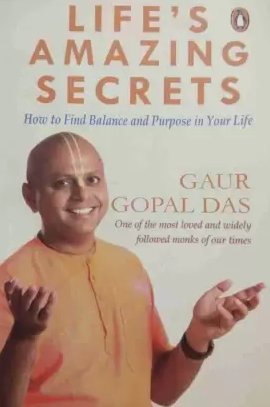 LIFE'S
AMAZING
SECRETS
How to Find Balance and Purpose in Your Life
GAUR
GOPAL DAS
One of the most loved and widely
followed monks of our times